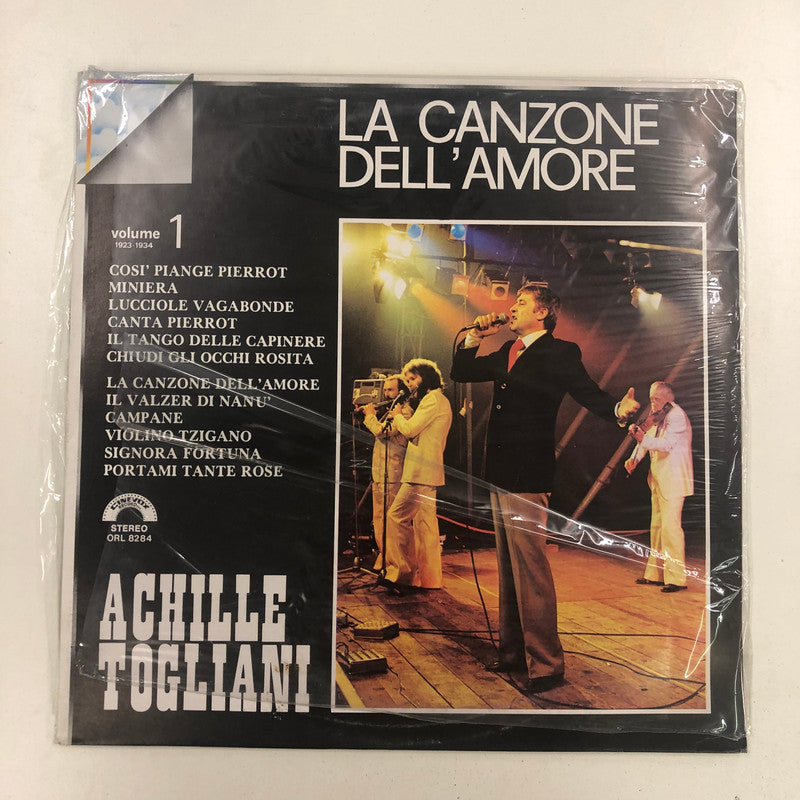 LA CANZONE
DELL'AMORE
volume 1
1923-1934
COSI' PIANGE PIERROT
MINIERA
LUCCIOLE VAGABONDE
CANTA PIERROT
IL TANGO DELLE CAPINERE
CHIUDI GLI OCCHI ROSITA
LA CANZONE DELL'AMORE
IL VALZER DI NANU'
CAMPANE
VIOLINO TZIGANO
SIGNORA FORTUNA
PORTAMI TANTE ROSE
CINEVOX
STEREO
ORL 8284
ACHILLE
TOGLIANI